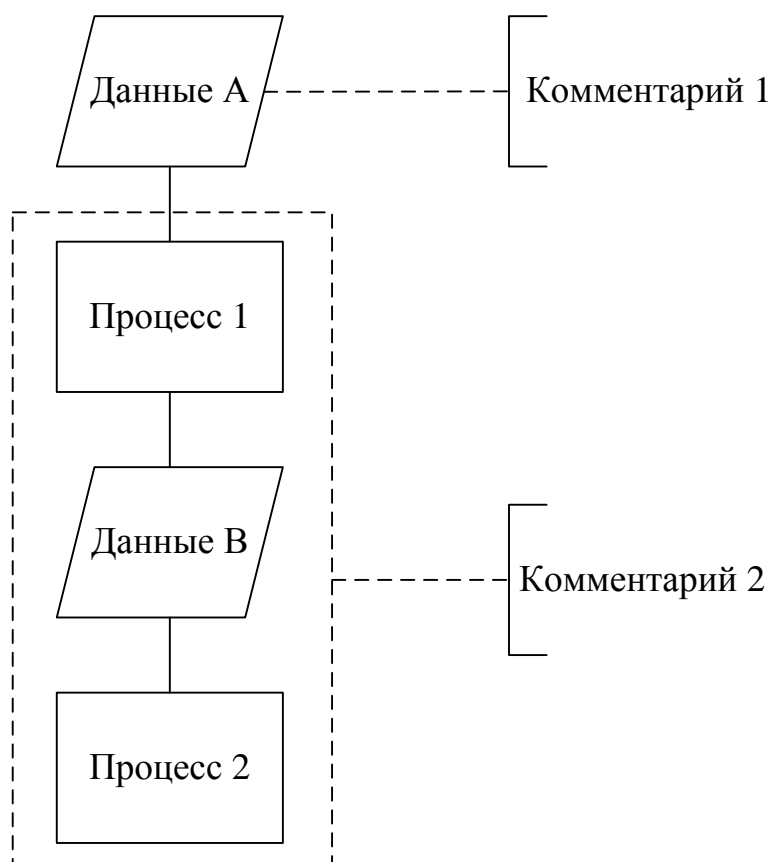 Данные А
Комментарий 1
Процесс 1
Данные В
Комментарий 2
Процесс 2